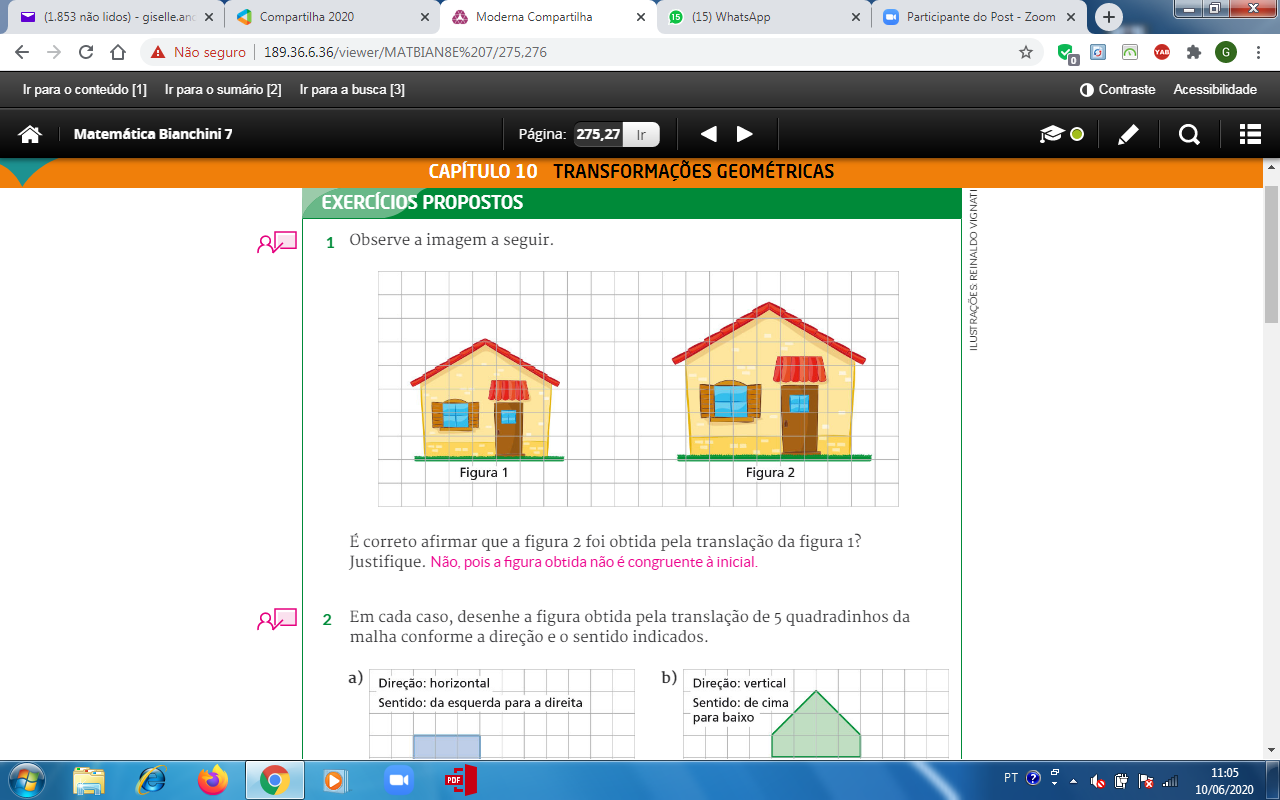 (1.853 não lidos) - giselle.and
Compartilha 2020
Moderna Compartilha
(15) WhatsApp
Participante do Post - Zoom
Não seguro
189.36.6.36/viewer/MATBIAN8E%207/275,276
0
YAB
G
Ir para o conteúdo [1]
Ir para o sumário [2]
Ir para a busca [3]
Contraste
Acessibilidade
Matemática Bianchini 7
Página:
275,27
Ir
CAPÍTULO 10 TRANSFORMAÇÕES GEOMÉTRICAS
EXERCÍCIOS PROPOSTOS
1 Observe a imagem a seguir.
ILUSTRAÇÕES: REINALDO VIGNATI
Figura 1
Figura 2
É correto afirmar que a figura 2 foi obtida pela translação da figura 1?
Justifique. Não, pois a figura obtida não é congruente à inicial.
2 Em cada caso, desenhe a figura obtida pela translação de 5 quadradinhos da
malha conforme a direção e o sentido indicados.
a)
Direção: horizontal
Sentido: da esquerda para a direita
b)
Direção: vertical
Sentido: de cima
para baixo
PDF
PT
11:05
10/06/2020